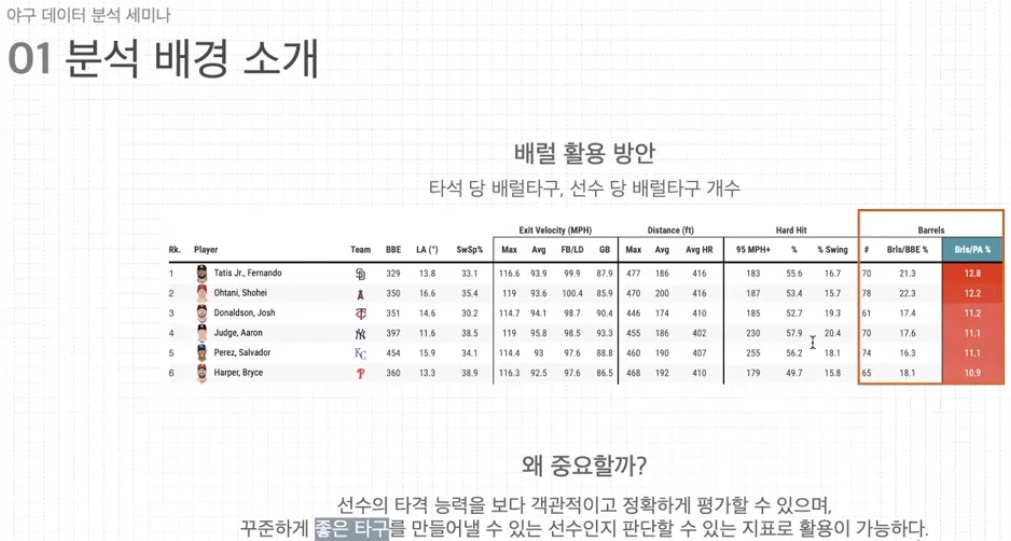 야구 데이터 분석 세미나
01 분석 배경 소개
배럴 활용 방안
타석 당 배럴타구, 선수 당 배럴타구 개수
Exit Velocity (MPH) Distance (ft) Hard Hit Barrels
Rk. Player Team BBE LA (°) SwSp% Max Avg FB/LD GB Max Avg Avg HR 95 MPH+ % % Swing # Brls/BBE % Brls/PA %
1 Tatis Jr., Fernando SD 329 13.8 33.1 116.6 93.9 99.9 87.9 477 186 416 183 55.6 16.7 70 21.3 12.8
2 Ohtani, Shohei A 350 16.6 35.4 119 93.6 100.4 85.9 470 200 416 187 53.4 15.7 78 22.3 12.2
3 Donaldson, Josh TC 351 14.6 30.2 114.7 94.1 98.7 90.4 446 174 410 185 52.7 19.3 61 17.4 11.2
4 Judge, Aaron NY 397 11.6 38.5 119 95.8 98.5 93.3 455 186 402 230 57.9 20.4 70 17.6 11.1
5 Perez, Salvador KC 454 15.9 34.1 114.4 93 97.6 88.8 460 190 407 255 56.2 18.1 74 16.3 11.1
6 Harper, Bryce P 360 13.3 38.9 116.3 92.5 97.6 86.5 468 192 410 179 49.7 15.8 65 18.1 10.9
왜 중요할까?
선수의 타격 능력을 보다 객관적이고 정확하게 평가할 수 있으며,
꾸준하게 좋은 타구를 만들어낼 수 있는 선수인지 판단할 수 있는 지표로 활용이 가능하다.